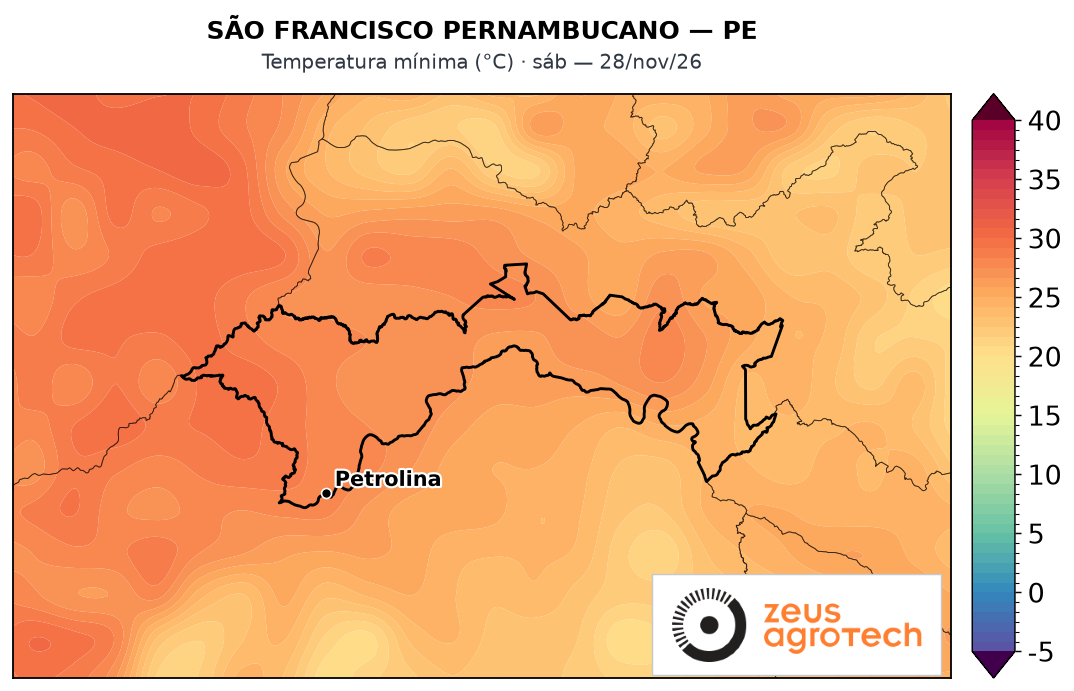 SÃO FRANCISCO PERNAMBUCANO — PE
Temperatura mínima (°C) · sáb — 28/nov/26
40
35
30
25
20
15
10
5
0
-5
Petrolina
zeus
agrotech